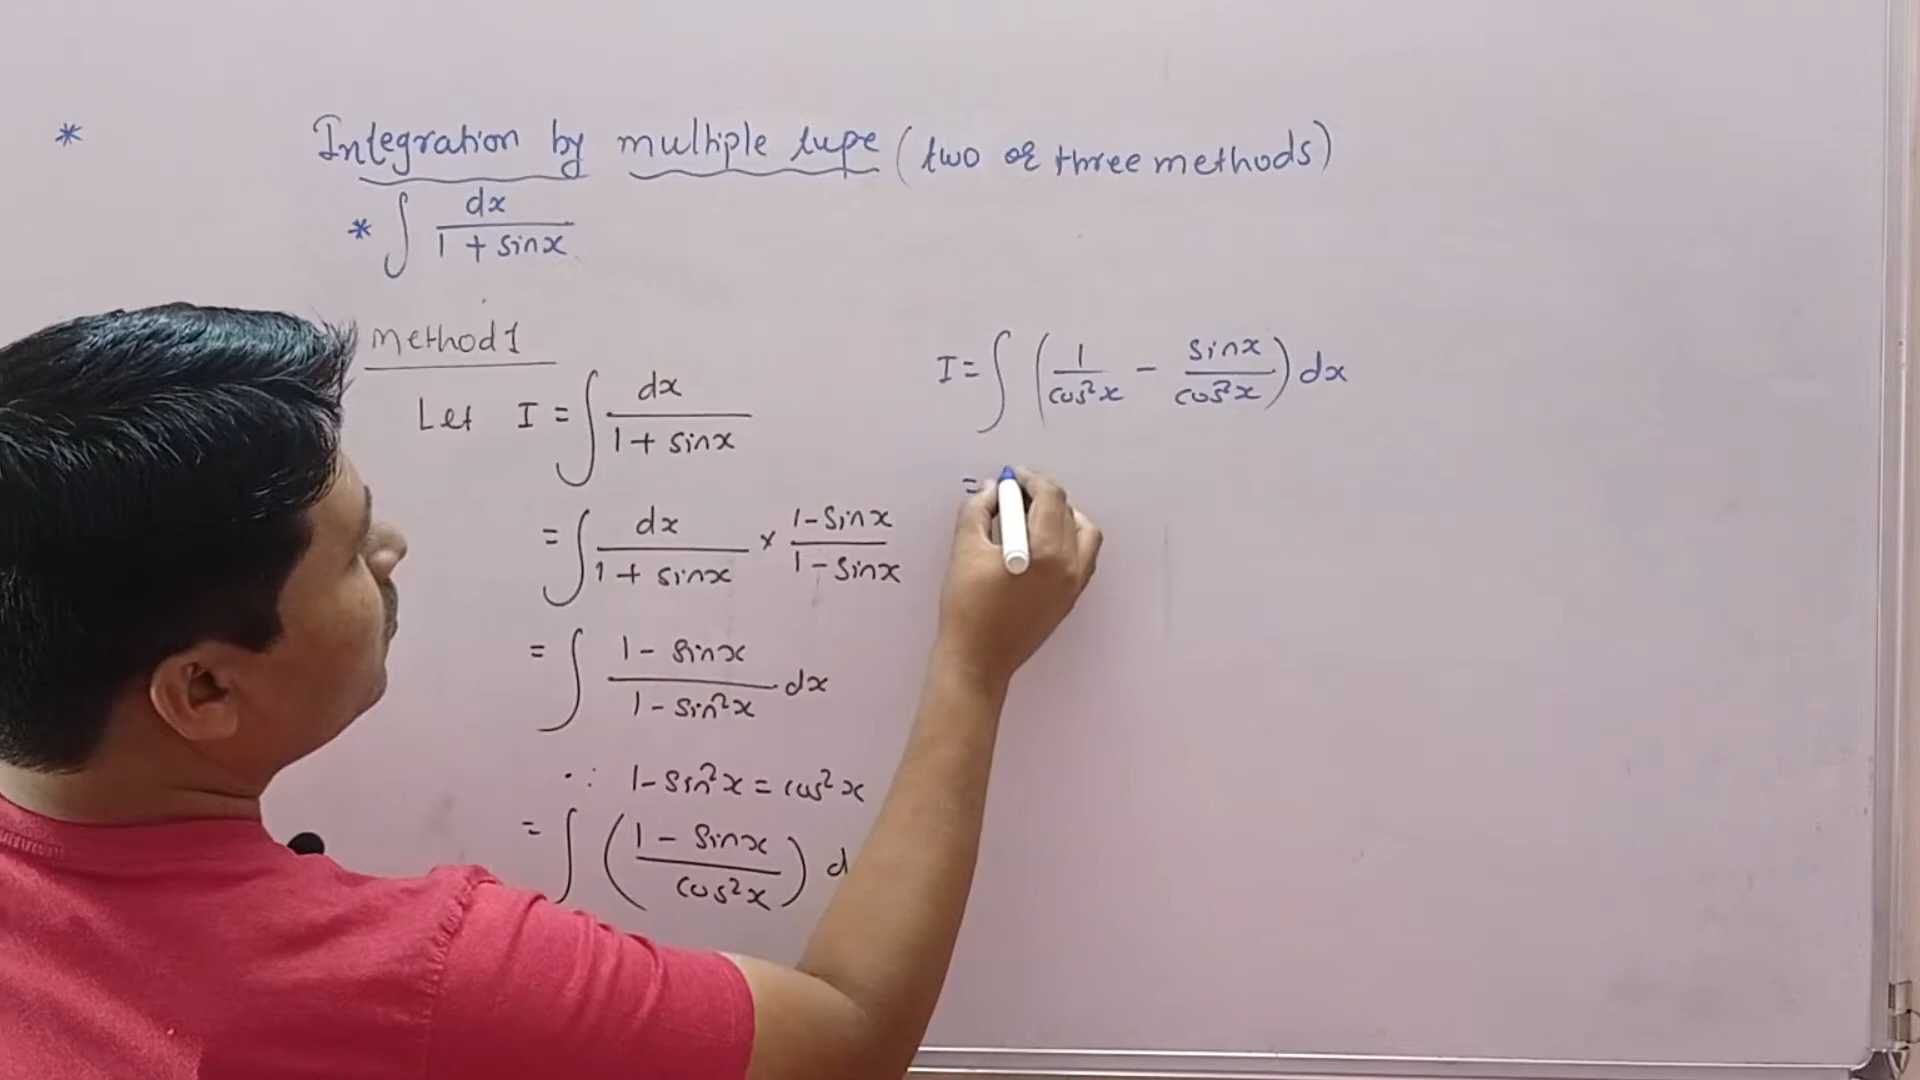 * Integration by multiple tupe (two or three methods)
* ∫ dx / 1 + sinx
method 1
Let I = ∫ dx / 1 + sinx
= ∫ dx / 1 + sinx × 1 - sinx / 1 - sinx
= ∫ 1 - sinx / 1 - sin²x dx
∵ 1 - sin²x = cos²x
= ∫ (1 - sinx / cos²x) d
I = ∫ (1 / cos²x - sinx / cos²x) dx
=